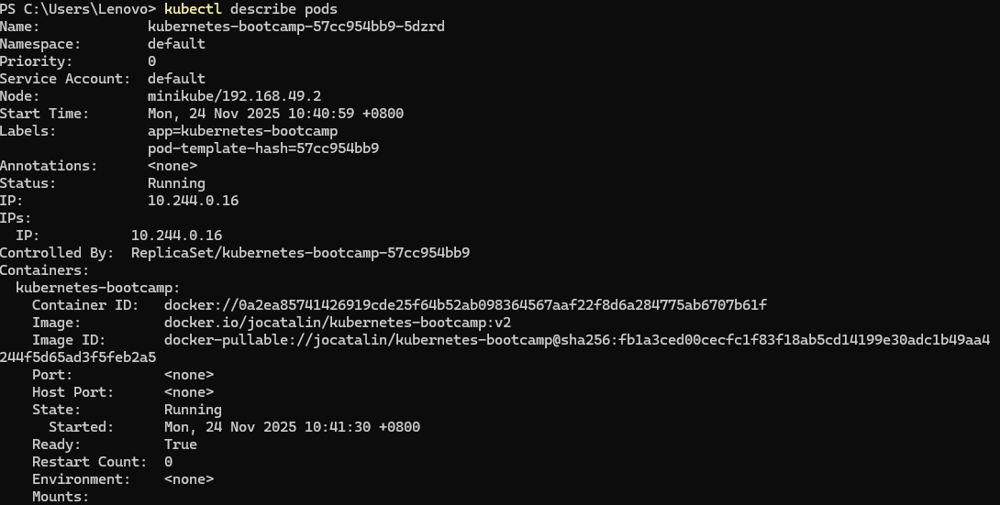 PS C:\Users\Lenovo> kubectl describe pods
Name:             kubernetes-bootcamp-57cc954bb9-5dzrd
Namespace:        default
Priority:         0
Service Account:  default
Node:             minikube/192.168.49.2
Start Time:       Mon, 24 Nov 2025 10:40:59 +0800
Labels:           app=kubernetes-bootcamp
                  pod-template-hash=57cc954bb9
Annotations:      <none>
Status:           Running
IP:               10.244.0.16
IPs:
  IP:           10.244.0.16
Controlled By:  ReplicaSet/kubernetes-bootcamp-57cc954bb9
Containers:
  kubernetes-bootcamp:
    Container ID:   docker://0a2ea85741426919cde25f64b52ab098364567aaf22f8d6a284775ab6707b61f
    Image:          docker.io/jocatalin/kubernetes-bootcamp:v2
    Image ID:       docker-pullable://jocatalin/kubernetes-bootcamp@sha256:fb1a3ced00cecfc1f83f18ab5cd14199e30adc1b49aa4
244f5d65ad3f5feb2a5
    Port:           <none>
    Host Port:      <none>
    State:          Running
      Started:      Mon, 24 Nov 2025 10:41:30 +0800
    Ready:          True
    Restart Count:  0
    Environment:    <none>
    Mounts: